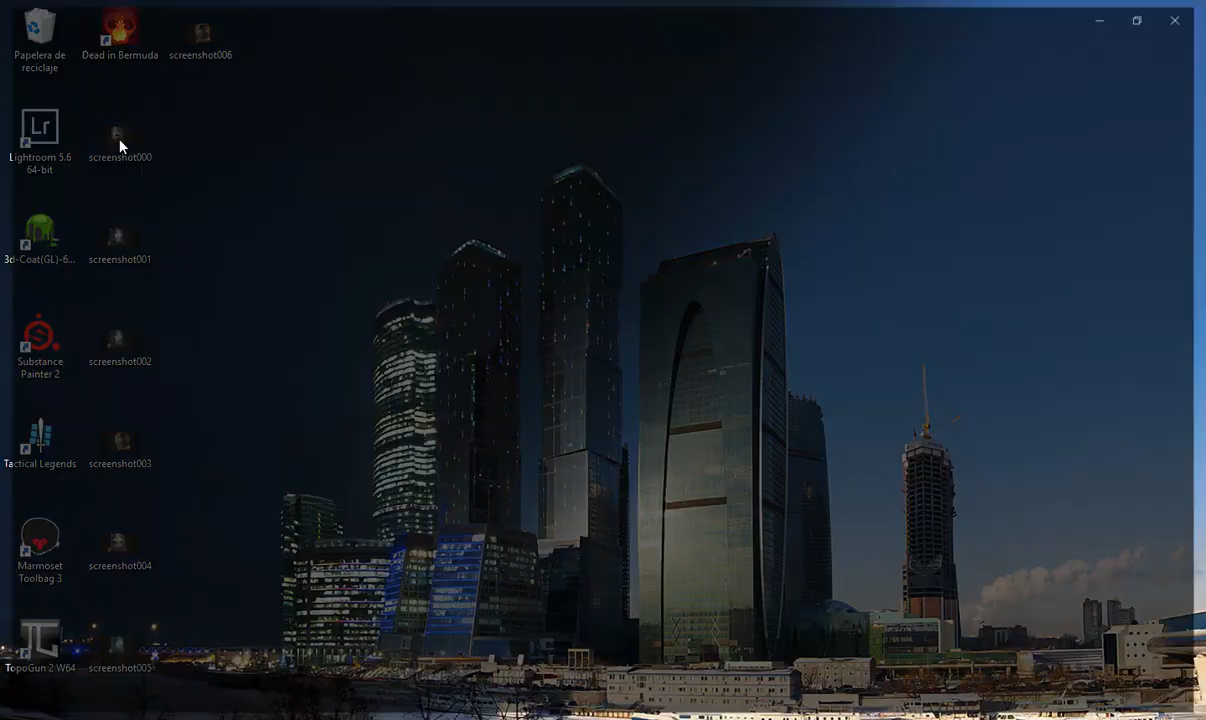 Papelera de
reciclaje
Dead in Bermuda
screenshot006
Lr
Lightroom 5.6
64-bit
screenshot000
3d-Coat(GL)-6...
screenshot001
Substance
Painter 2
screenshot002
Tactical Legends
screenshot003
Marmoset
Toolbag 3
screenshot004
TopoGun 2 W64
screenshot005